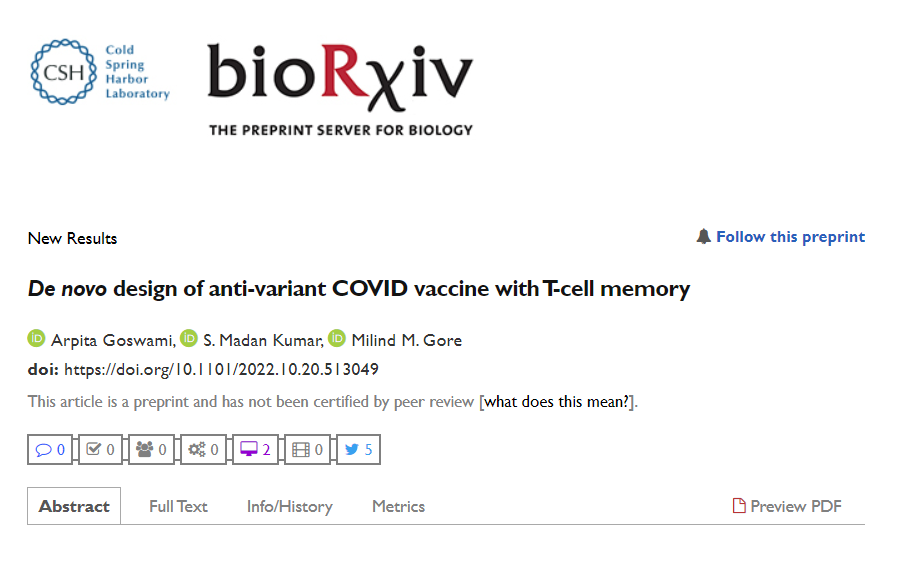 CSH
Cold
Spring
Harbor
Laboratory
bioRχiv
THE PREPRINT SERVER FOR BIOLOGY
New Results
Follow this preprint
De novo design of anti-variant COVID vaccine with T-cell memory
iD Arpita Goswami, iD S. Madan Kumar, iD Milind M. Gore
doi: https://doi.org/10.1101/2022.10.20.513049
This article is a preprint and has not been certified by peer review [what does this mean?].
0 0 0 0 2 0 5
Abstract Full Text Info/History Metrics Preview PDF